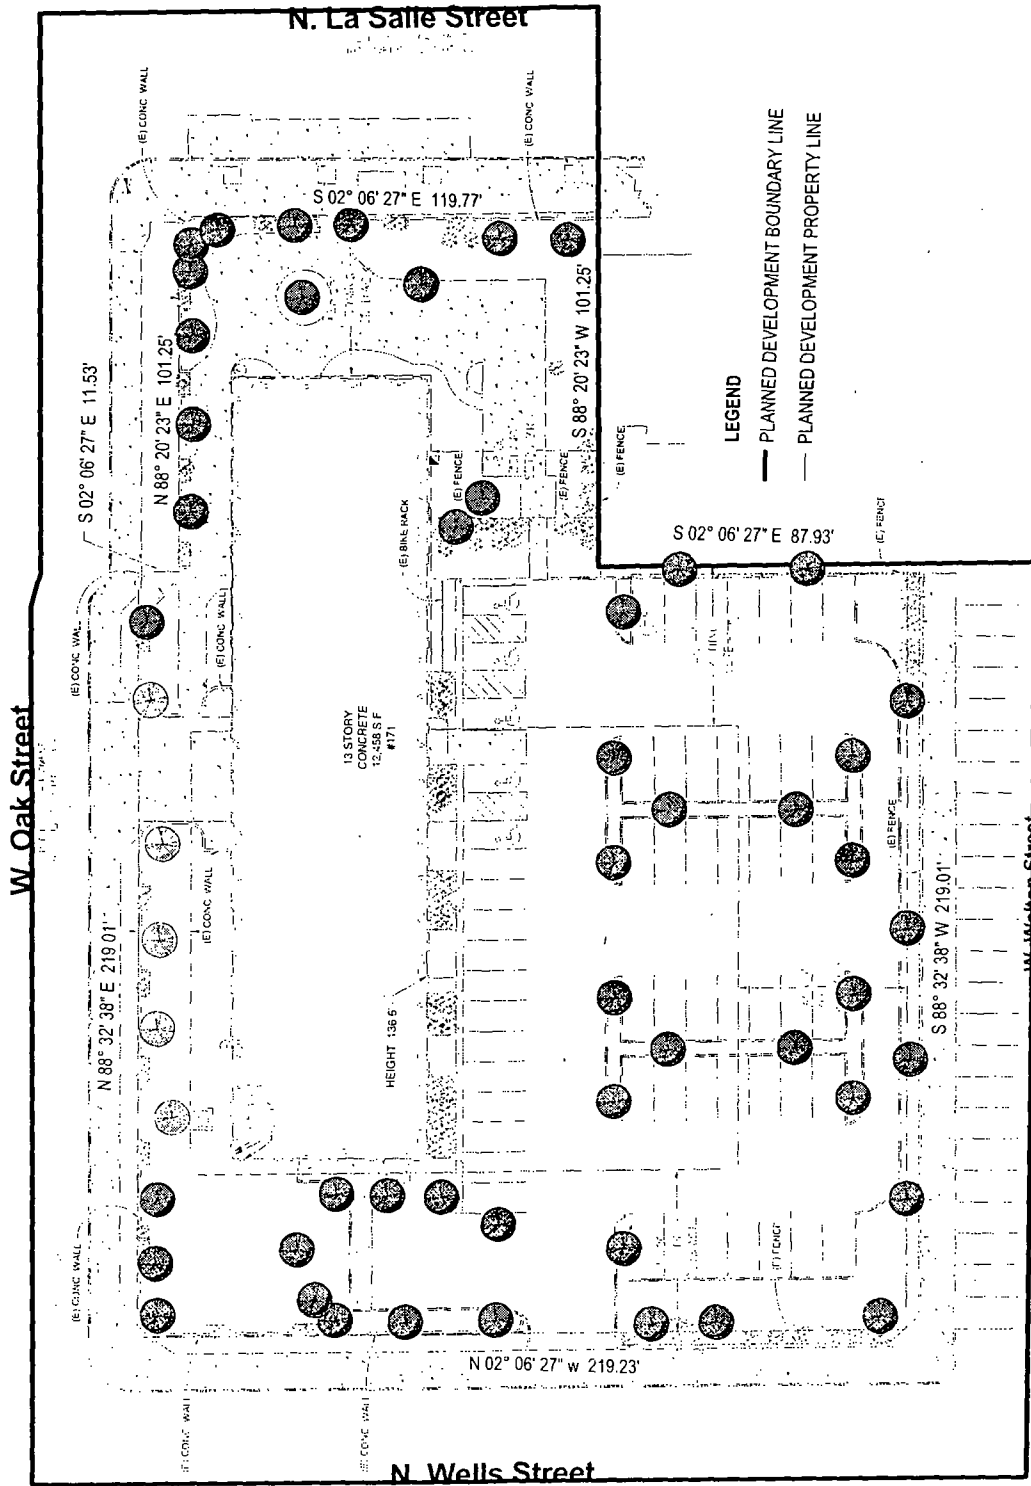 N. La Salle Street
(E) CONC WALL
(E) CONC WALL
S 02° 06' 27" E 119.77'
S 02° 06' 27" E 11.53'
N 88° 20' 23" E 101.25'
S 88° 20' 23" W 101.25'
LEGEND
PLANNED DEVELOPMENT BOUNDARY LINE
PLANNED DEVELOPMENT PROPERTY LINE
(E) FENCE
(E) FENCE
(E) FENCE
(E) BIKE RACK
S 02° 06' 27" E 87.93'
(E) FENCE
(E) CONC WALL
(E) CONC WALL
W. Oak Street
13 STORY
CONCRETE
12,458 S F
#171
(E) FENCE
(E) CONC WALL
N 88° 32' 38" E 219 01'
S 88° 32' 38" W 219.01'
HEIGHT 136 5'
(E) CONC WALL
(E) FENCE
N 02° 06' 27" w 219.23'
(E) CONC WALL
(E) CONC WALL
N. Wells Street